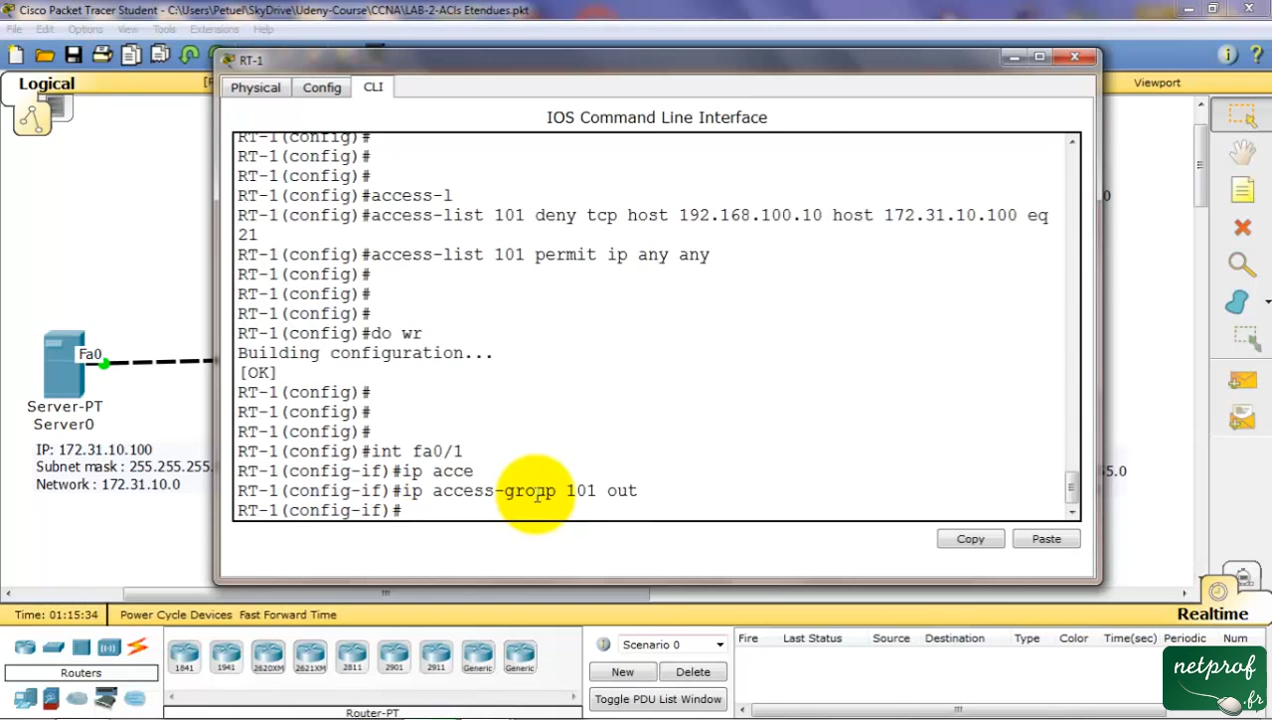 Cisco Packet Tracer Student - C:\Users\Petuel\SkyDrive\Udeny-Course\CCNA\LAB-2-ACIs Etendues.pkt
File Edit Options View Tools Extensions Help
Logical
Viewport
RT-1
Physical Config CLI
IOS Command Line Interface
RT-1(config)#
RT-1(config)#
RT-1(config)#
RT-1(config)#access-l
RT-1(config)#access-list 101 deny tcp host 192.168.100.10 host 172.31.10.100 eq
21
RT-1(config)#access-list 101 permit ip any any
RT-1(config)#
RT-1(config)#
RT-1(config)#
RT-1(config)#do wr
Building configuration...
[OK]
RT-1(config)#
RT-1(config)#
RT-1(config)#
RT-1(config)#int fa0/1
RT-1(config-if)#ip acce
RT-1(config-if)#ip access-group 101 out
RT-1(config-if)#
Copy Paste
Fa0
Server-PT
Server0
IP: 172.31.10.100
Subnet mask : 255.255.255.
Network : 172.31.10.0
Time: 01:15:34 Power Cycle Devices Fast Forward Time
Realtime
Routers
1841 1941 2620XM 2621XM 2811 2901 2911 Generic Generic
Router-PT
Scenario 0
New Delete
Toggle PDU List Window
Fire Last Status Source Destination Type Color Time(sec) Periodic Num
netprof
.fr